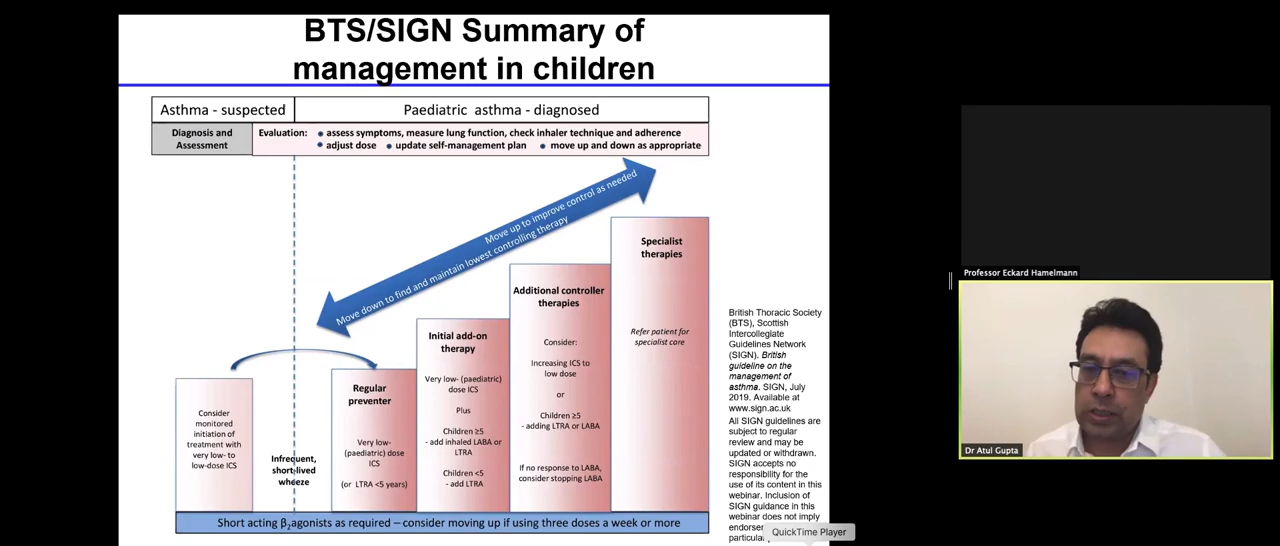 BTS/SIGN Summary of
management in children
Asthma - suspected
Paediatric asthma - diagnosed
Diagnosis and
Assessment
Evaluation: • assess symptoms, measure lung function, check inhaler technique and adherence
• adjust dose • update self-management plan • move up and down as appropriate
Move up to improve control as needed
Move down to find and maintain lowest controlling therapy
Consider
monitored
initiation of
treatment with
very low- to
low-dose ICS
Infrequent,
short-lived
wheeze
Regular
preventer
Very low-
(paediatric) dose
ICS
(or LTRA <5 years)
Initial add-on
therapy
Very low- (paediatric)
dose ICS
Plus
Children ≥5
- add inhaled LABA or
LTRA
Children <5
- add LTRA
Additional controller
therapies
Consider:
Increasing ICS to
low dose
or
Children ≥5
- adding LTRA or LABA
If no response to LABA,
consider stopping LABA
Specialist
therapies
Refer patient for
specialist care
Short acting β₂agonists as required – consider moving up if using three doses a week or more
British Thoracic Society
(BTS), Scottish
Intercollegiate
Guidelines Network
(SIGN). British
guideline on the
management of
asthma. SIGN, July
2019. Available at
www.sign.ac.uk
All SIGN guidelines are
subject to regular
review and may be
updated or withdrawn.
SIGN accepts no
responsibility for the
use of its content in this
webinar. Inclusion of
SIGN guidance in this
webinar does not imply
QuickTime Player
Professor Eckard Hamelmann
Dr Atul Gupta